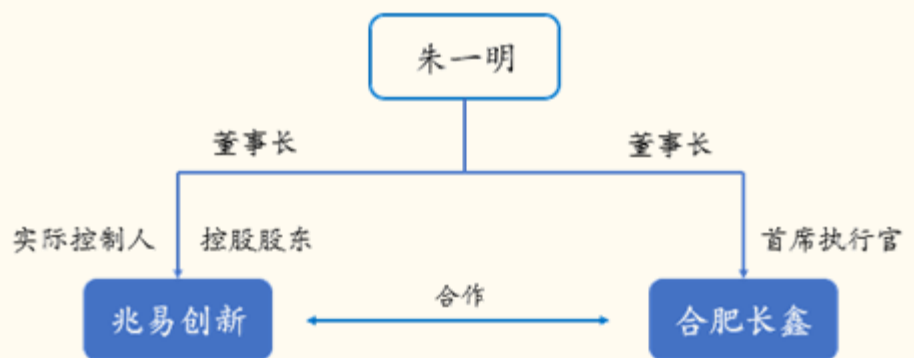 朱一明
董事长
董事长
实际控制人
控股股东
首席执行官
兆易创新
合作
合肥长鑫